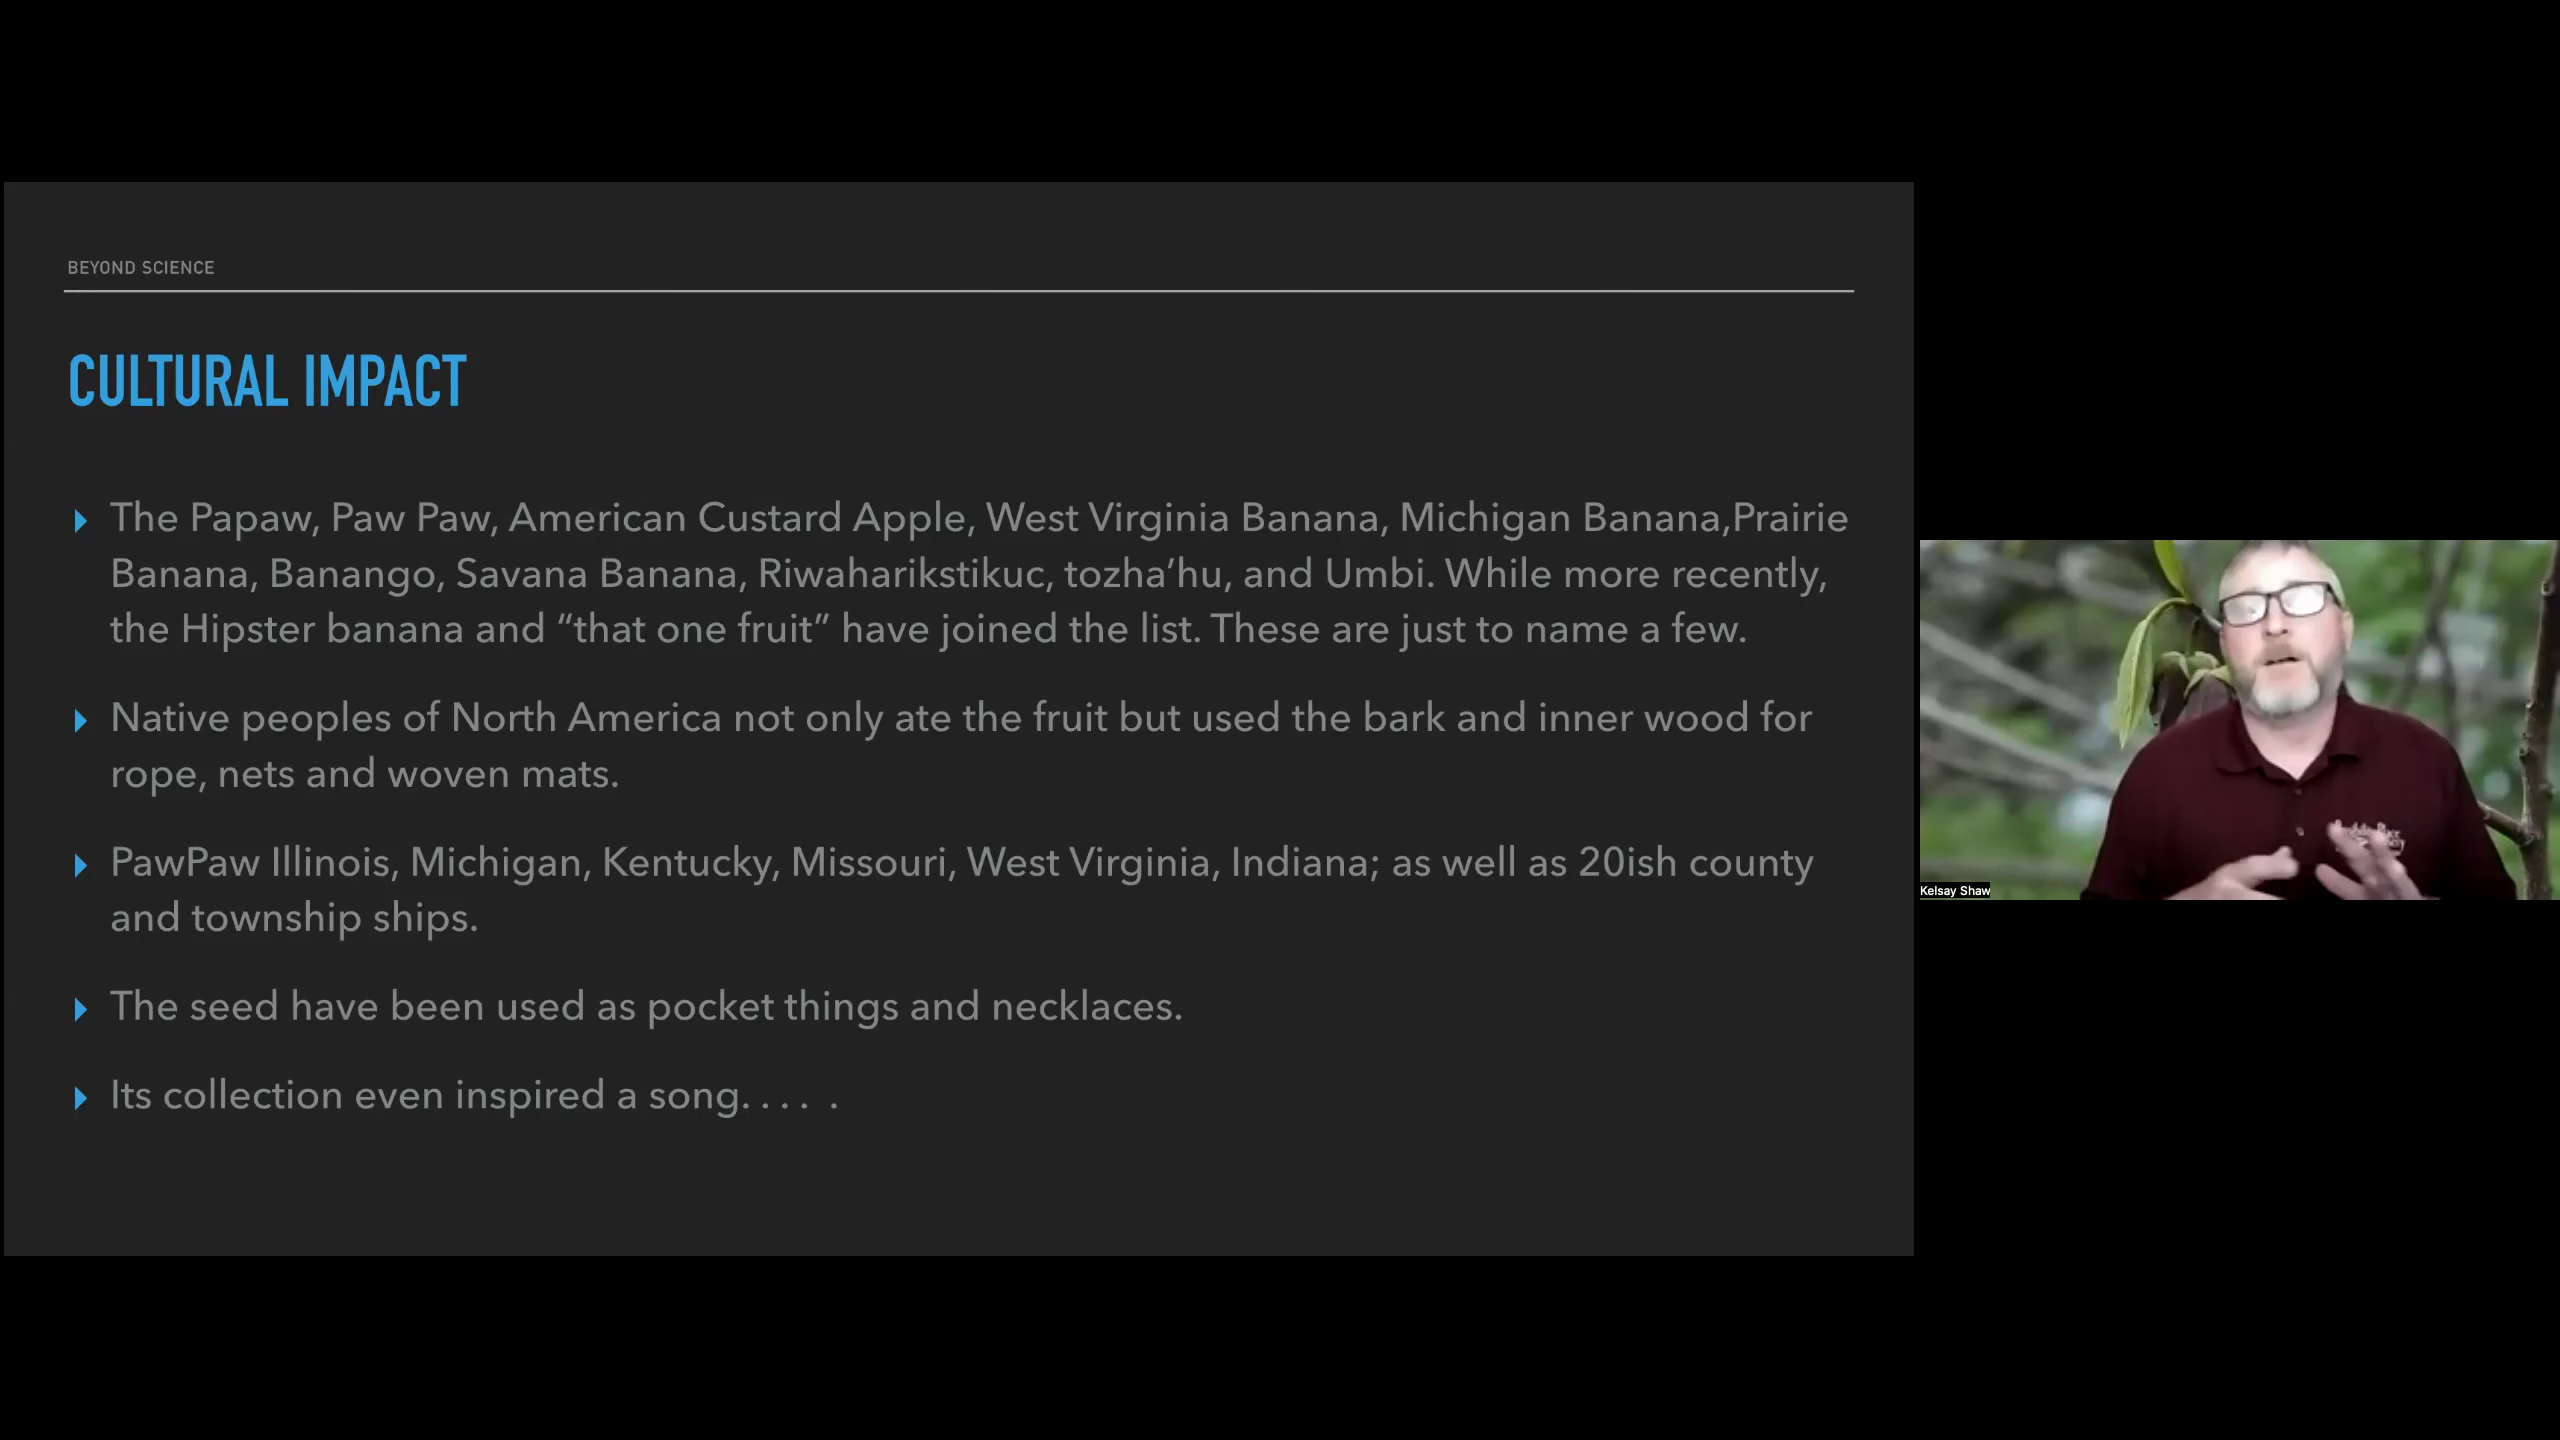 BEYOND SCIENCE
CULTURAL IMPACT
The Papaw, Paw Paw, American Custard Apple, West Virginia Banana, Michigan Banana,Prairie
Banana, Banango, Savana Banana, Riwaharikstikuc, tozha’hu, and Umbi. While more recently,
the Hipster banana and “that one fruit” have joined the list. These are just to name a few.
Native peoples of North America not only ate the fruit but used the bark and inner wood for
rope, nets and woven mats.
PawPaw Illinois, Michigan, Kentucky, Missouri, West Virginia, Indiana; as well as 20ish county
and township ships.
The seed have been used as pocket things and necklaces.
Its collection even inspired a song. . . . .
Kelsay Shaw